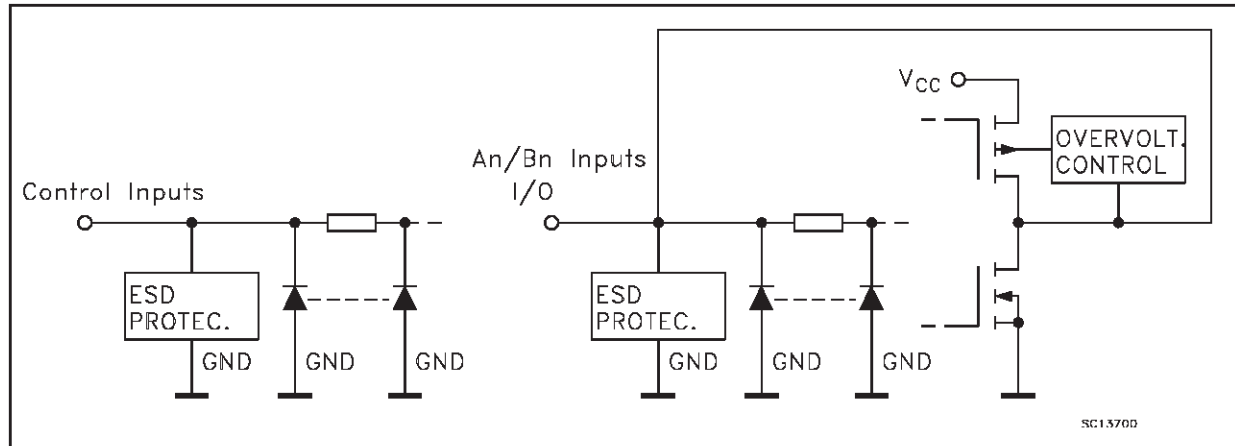 Control Inputs
ESD
PROTEC.
GND
GND
GND
An/Bn Inputs
I/O
ESD
PROTEC.
GND
GND
GND
VCC
OVERVOLT.
CONTROL
SC13700